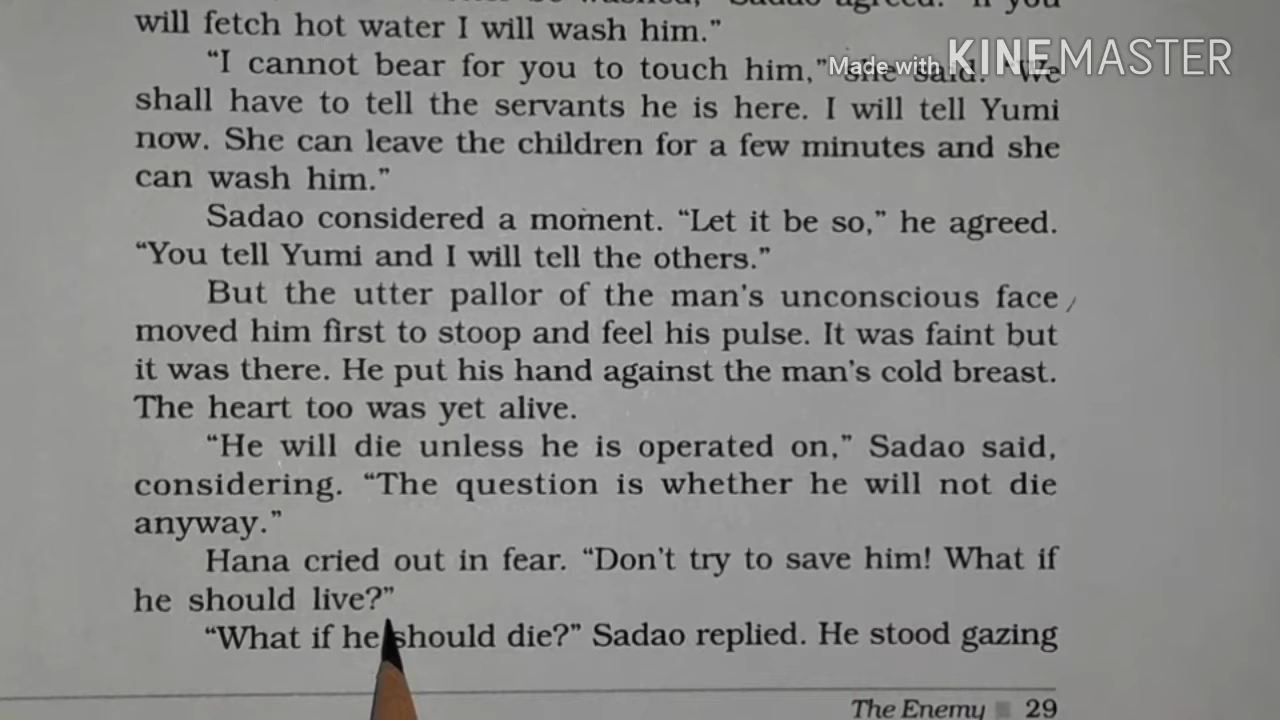 will fetch hot water I will wash him."
"I cannot bear for you to touch him," she said. "We
Made with KINEMASTER
shall have to tell the servants he is here. I will tell Yumi
now. She can leave the children for a few minutes and she
can wash him."
Sadao considered a moment. "Let it be so," he agreed.
"You tell Yumi and I will tell the others."
But the utter pallor of the man's unconscious face
moved him first to stoop and feel his pulse. It was faint but
it was there. He put his hand against the man's cold breast.
The heart too was yet alive.
"He will die unless he is operated on," Sadao said,
considering. "The question is whether he will not die
anyway."
Hana cried out in fear. "Don't try to save him! What if
he should live?"
"What if he should die?" Sadao replied. He stood gazing
The Enemy 29